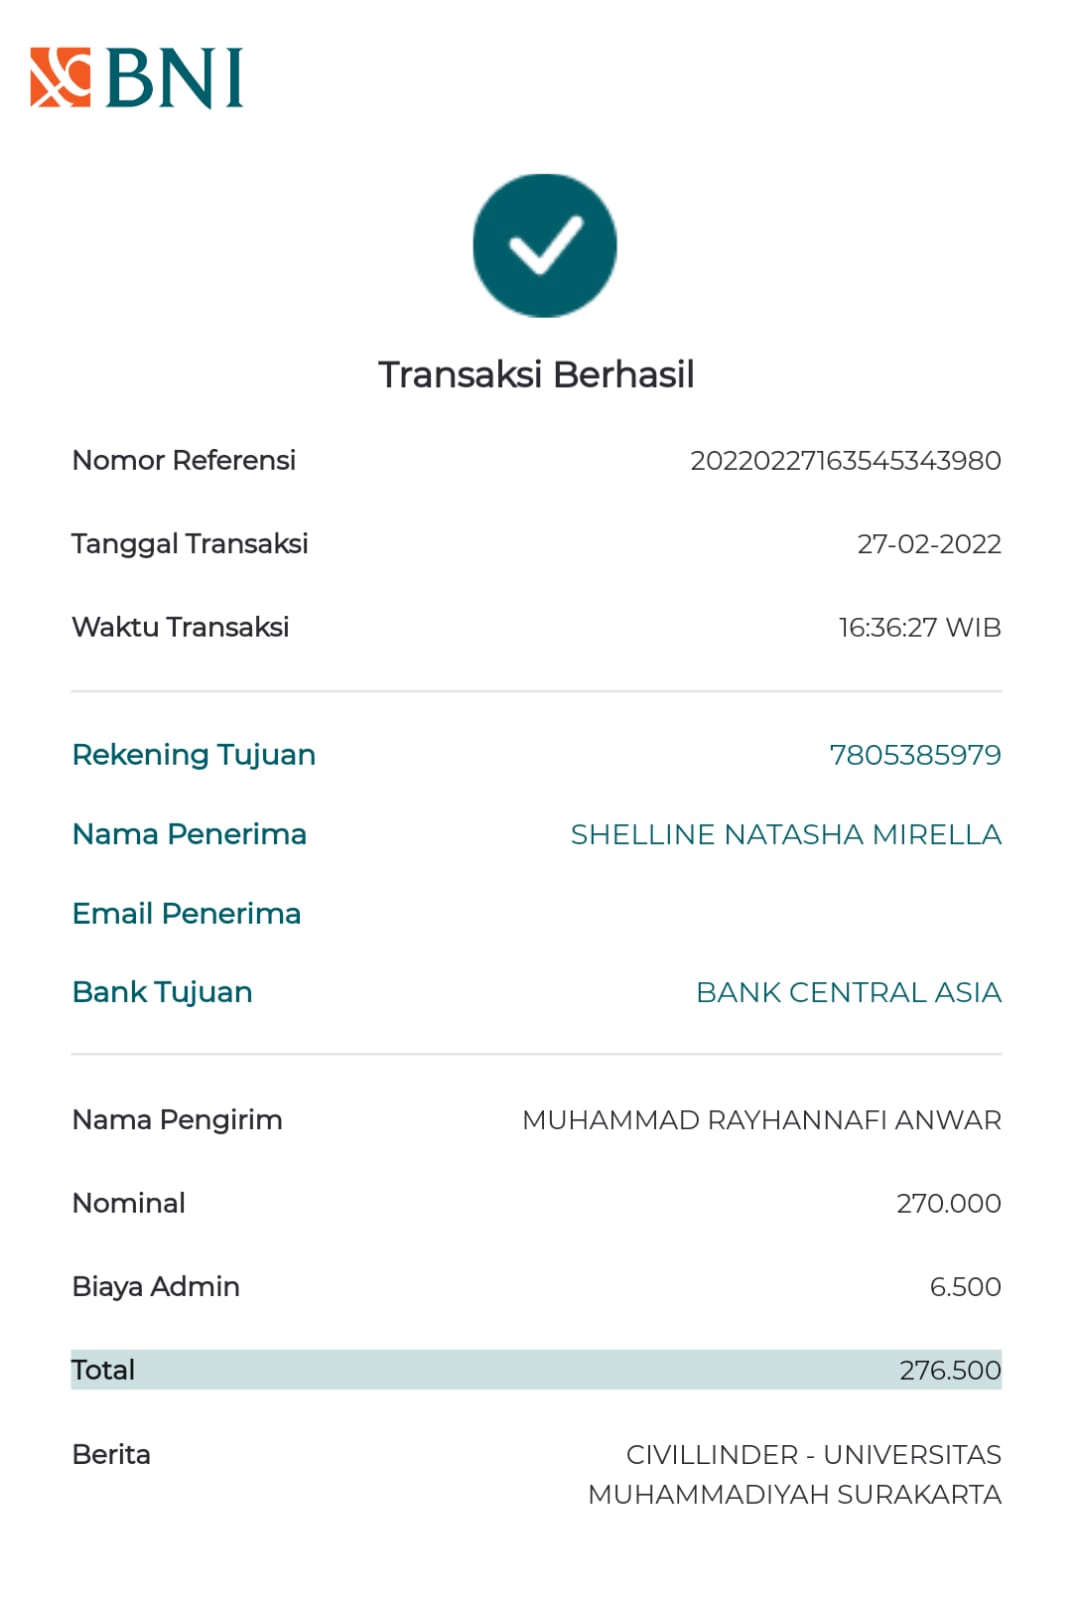 BNI
Transaksi Berhasil
Nomor Referensi 20220227163545343980
Tanggal Transaksi 27-02-2022
Waktu Transaksi 16:36:27 WIB
Rekening Tujuan 7805385979
Nama Penerima SHELLINE NATASHA MIRELLA
Email Penerima
Bank Tujuan BANK CENTRAL ASIA
Nama Pengirim MUHAMMAD RAYHANNAFI ANWAR
Nominal 270.000
Biaya Admin 6.500
Total 276.500
Berita CIVILLINDER - UNIVERSITAS
MUHAMMADIYAH SURAKARTA